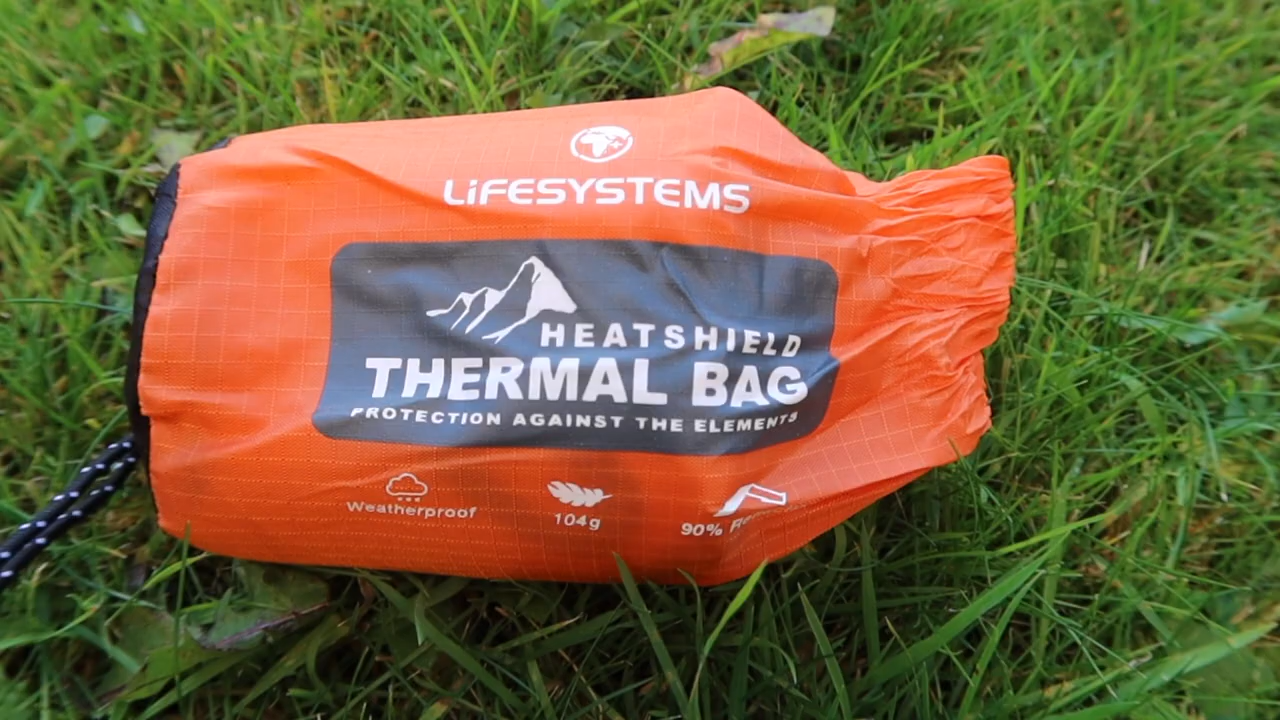 LiFESYSTEMS
HEATSHIELD
THERMAL BAG
PROTECTION AGAINST THE ELEMENTS
Weatherproof
104g
90%